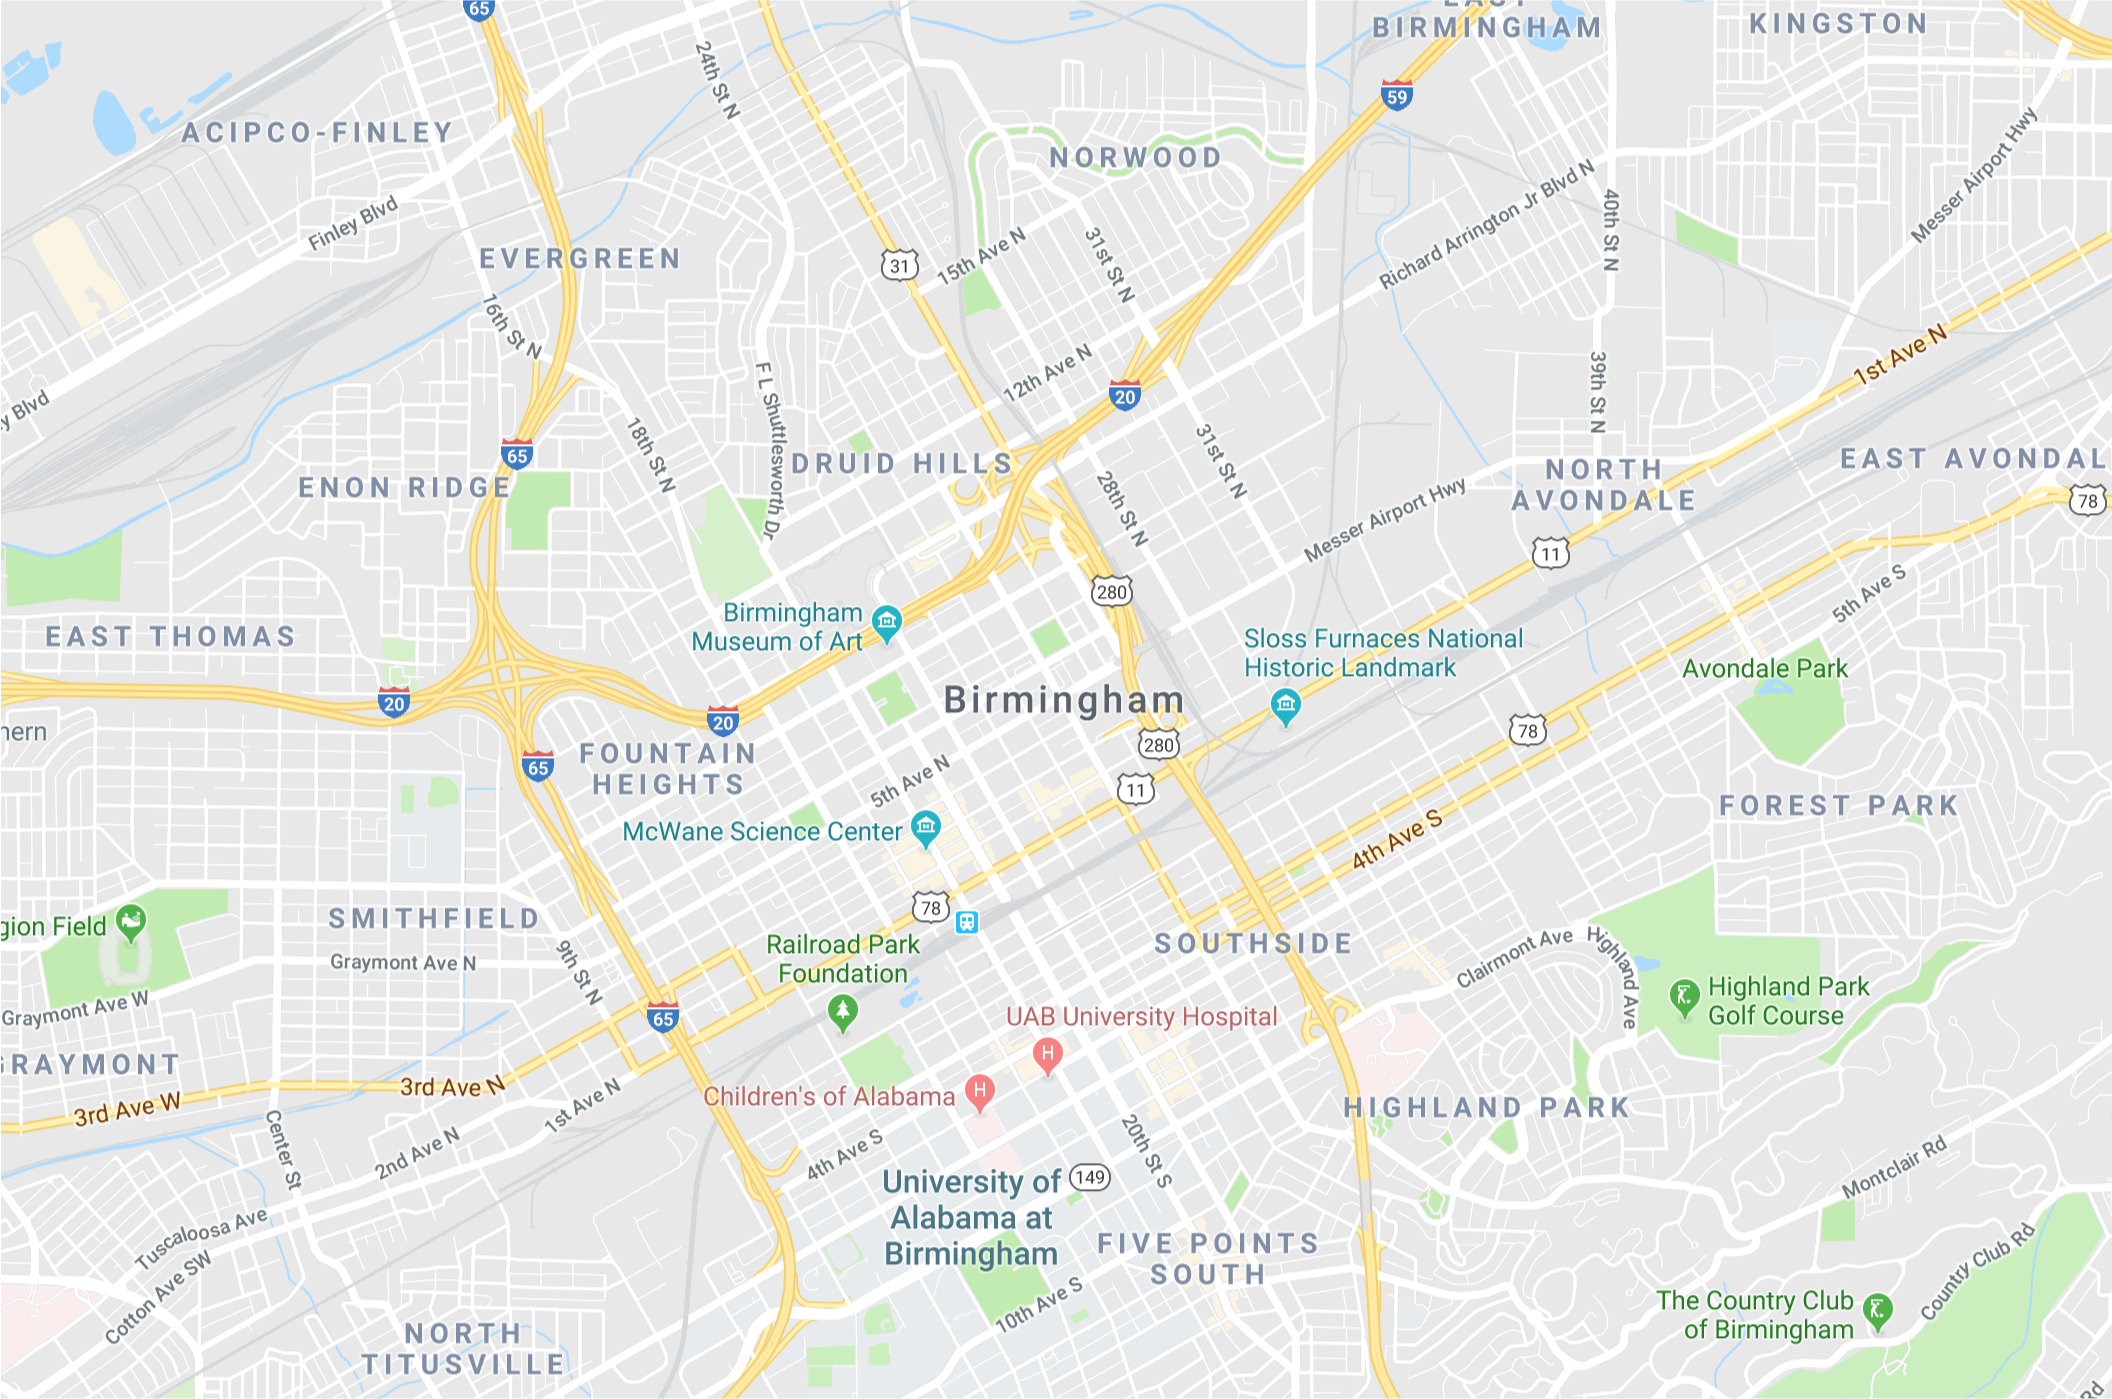 65
EAST
BIRMINGHAM
KINGSTON
24th St N
59
ACIPCO-FINLEY
NORWOOD
Messer Airport Hwy
Richard Arrington Jr Blvd N
40th St N
Finley Blvd
EVERGREEN
31
15th Ave N
31st St N
16th St N
1st Ave N
39th St N
12th Ave N
20
F L Shuttlesworth Dr
y Blvd
18th St N
65
DRUID HILLS
31st St N
ENON RIDGE
28th St N
Messer Airport Hwy
NORTH
AVONDALE
EAST AVONDAL
78
11
280
5th Ave S
Birmingham
Museum of Art
EAST THOMAS
Sloss Furnaces National
Historic Landmark
Avondale Park
20
Birmingham
20
hern
78
280
FOUNTAIN
HEIGHTS
65
5th Ave N
11
FOREST PARK
McWane Science Center
4th Ave S
78
SMITHFIELD
gion Field
Graymont Ave N
9th St N
Railroad Park
Foundation
SOUTHSIDE
Clairmont Ave
Highland Ave
Highland Park
Golf Course
Graymont Ave W
65
UAB University Hospital
H
GRAYMONT
3rd Ave N
3rd Ave W
1st Ave N
Children's of Alabama
H
HIGHLAND PARK
Center St
2nd Ave N
4th Ave S
20th St S
Montclair Rd
University of
Alabama at
Birmingham
149
Tuscaloosa Ave
Cotton Ave SW
FIVE POINTS
SOUTH
Country Club Rd
10th Ave S
The Country Club
of Birmingham
NORTH
TITUSVILLE
Rd